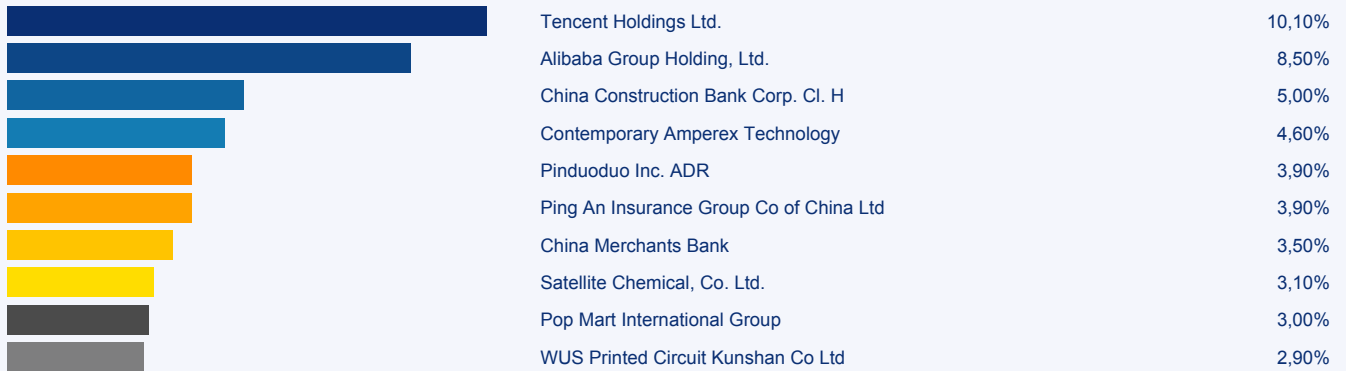 Tencent Holdings Ltd. 10,10%
Alibaba Group Holding, Ltd. 8,50%
China Construction Bank Corp. Cl. H 5,00%
Contemporary Amperex Technology 4,60%
Pinduoduo Inc. ADR 3,90%
Ping An Insurance Group Co of China Ltd 3,90%
China Merchants Bank 3,50%
Satellite Chemical, Co. Ltd. 3,10%
Pop Mart International Group 3,00%
WUS Printed Circuit Kunshan Co Ltd 2,90%